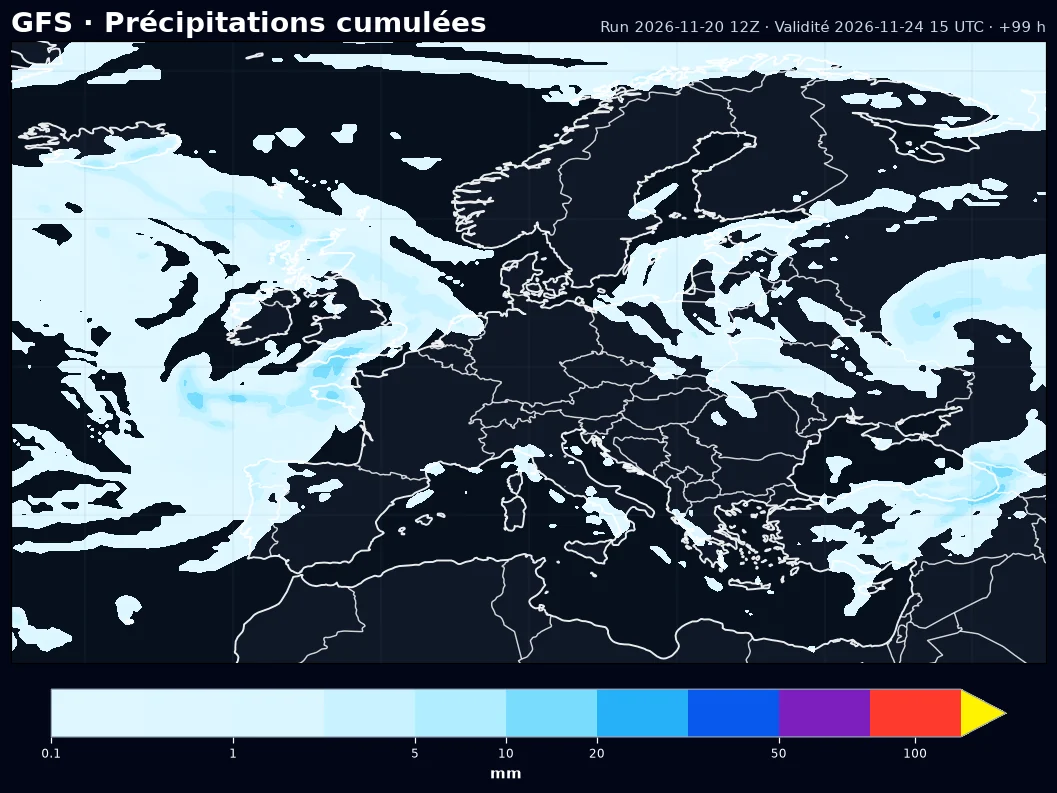 GFS · Précipitations cumulées
Run 2026-11-20 12Z · Validité 2026-11-24 15 UTC · +99 h
0.1 1 5 10 20 50 100
mm